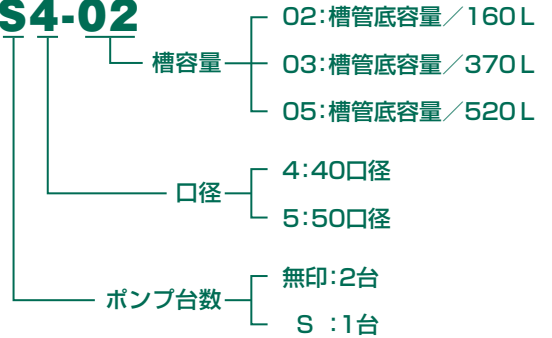 S4-02
槽容量
02:槽管底容量／160L
03:槽管底容量／370L
05:槽管底容量／520L
口径
4:40口径
5:50口径
ポンプ台数
無印:2台
S :1台